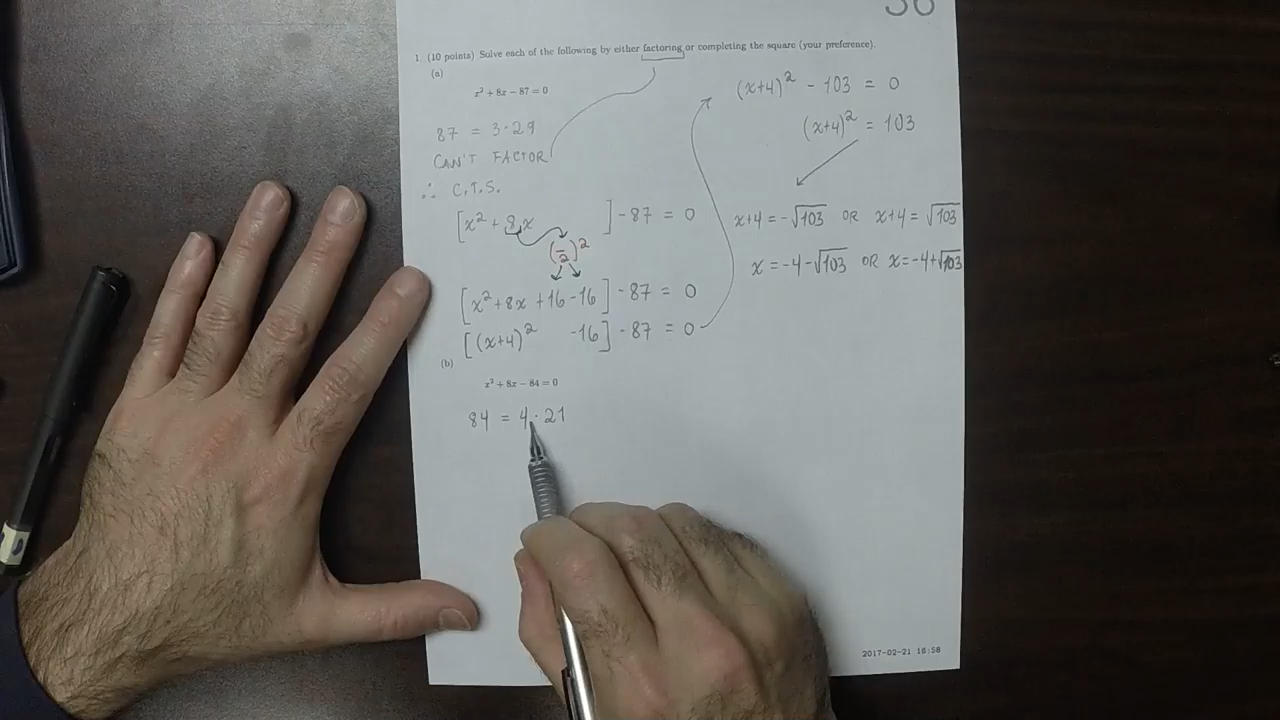 1. (10 points) Solve each of the following by either factoring or completing the square (your preference).
(a)
x² + 8x − 87 = 0
87 = 3·29
CAN'T FACTOR
∴ C.T.S.
[x² + 8x ] - 87 = 0
(–/2)²
[x² + 8x + 16 - 16] - 87 = 0
[(x+4)² - 16] - 87 = 0
(x+4)² - 103 = 0
(x+4)² = 103
x+4 = -√103 OR x+4 = √103
x = -4-√103 OR x = -4+√103
(b)
x² + 8x − 84 = 0
84 = 4·21
2017-02-21 16:58